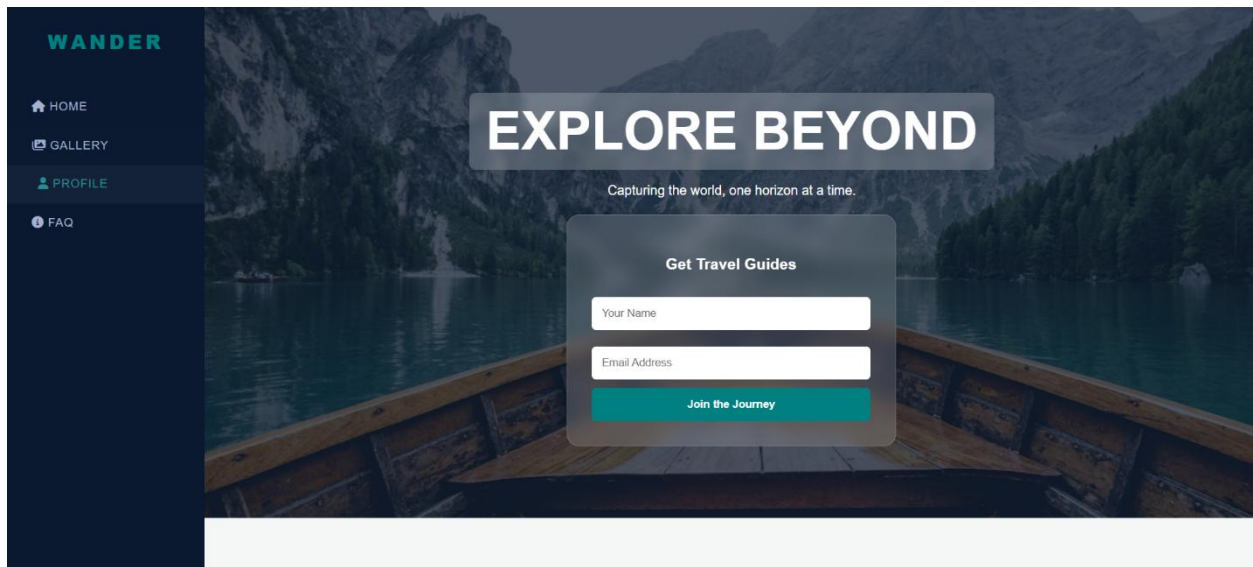 WANDER
HOME
GALLERY
PROFILE
FAQ
EXPLORE BEYOND
Capturing the world, one horizon at a time.
Get Travel Guides
Your Name
Email Address
Join the Journey